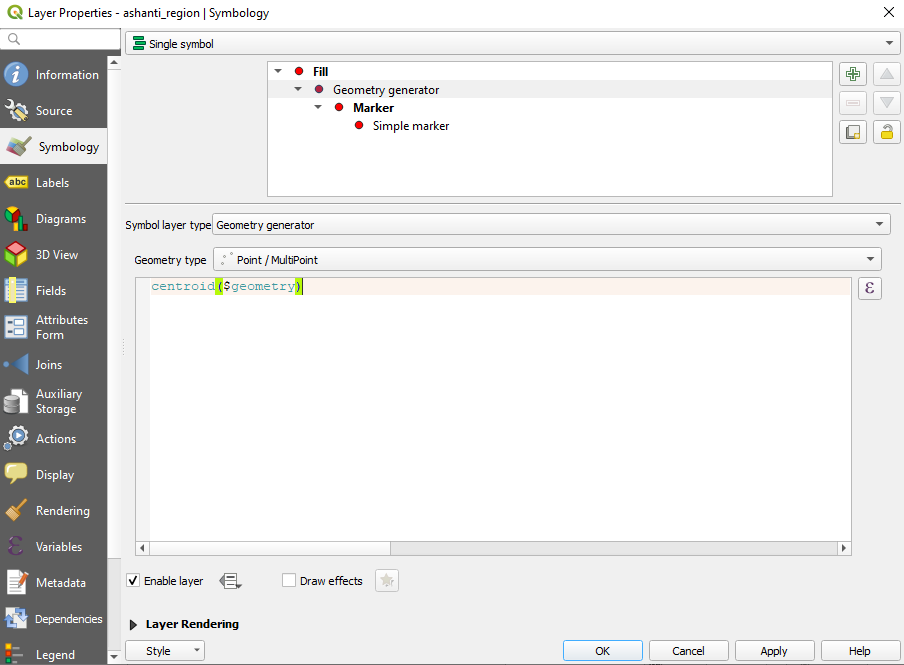 Layer Properties - ashanti_region | Symbology
Single symbol
Information
Source
Symbology
abc Labels
Diagrams
3D View
Fields
Attributes
Form
Joins
Auxiliary
Storage
Actions
Display
Rendering
Variables
Metadata
Dependencies
Legend
Fill
Geometry generator
Marker
Simple marker
Symbol layer type Geometry generator
Geometry type Point / MultiPoint
centroid($geometry)
ε
Enable layer
Draw effects
Layer Rendering
Style
OK
Cancel
Apply
Help